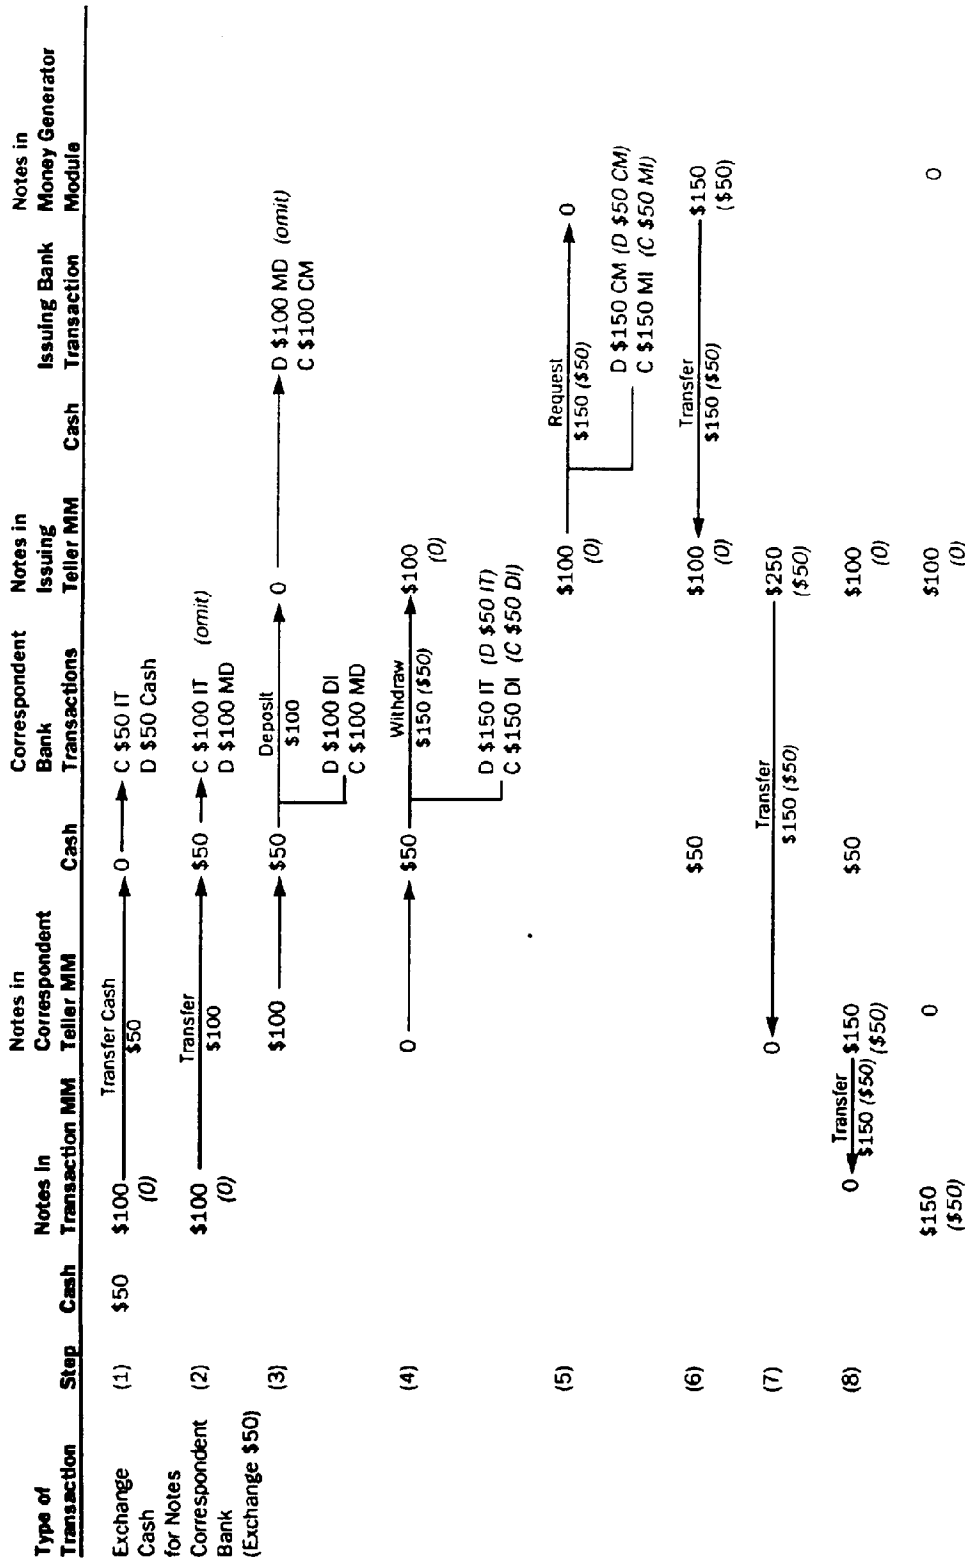 Type of Transaction
Step
Cash
Notes in Transaction MM
Notes in Correspondent Teller MM
Cash
Correspondent Bank Transactions
Notes in Issuing Teller MM
Cash
Issuing Bank Transaction
Notes in Money Generator Module
Exchange
Cash
for Notes
Correspondent
Bank
(Exchange $50)
(1)
$50
$100
(0)
Transfer Cash
$50
0
C $50 IT
D $50 Cash
(2)
$100
(0)
Transfer
$100
$50
C $100 IT (omit)
D $100 MD
(3)
$100
$50
Deposit
$100
D $100 DI
C $100 MD
0
D $100 MD (omit)
C $100 CM
(4)
0
$50
Withdraw
$150 ($50)
D $150 IT (D $50 IT)
C $150 DI (C $50 DI)
$100
(0)
(5)
$100
(0)
Request
$150 ($50)
D $150 CM (D $50 CM)
C $150 MI (C $50 MI)
0
(6)
$50
$100
(0)
Transfer
$150 ($50)
$150
($50)
(7)
0
Transfer
$150 ($50)
$250
($50)
(8)
0
Transfer
$150 ($50)
$150
($50)
$50
$100
(0)
$150
($50)
0
$100
(0)
0